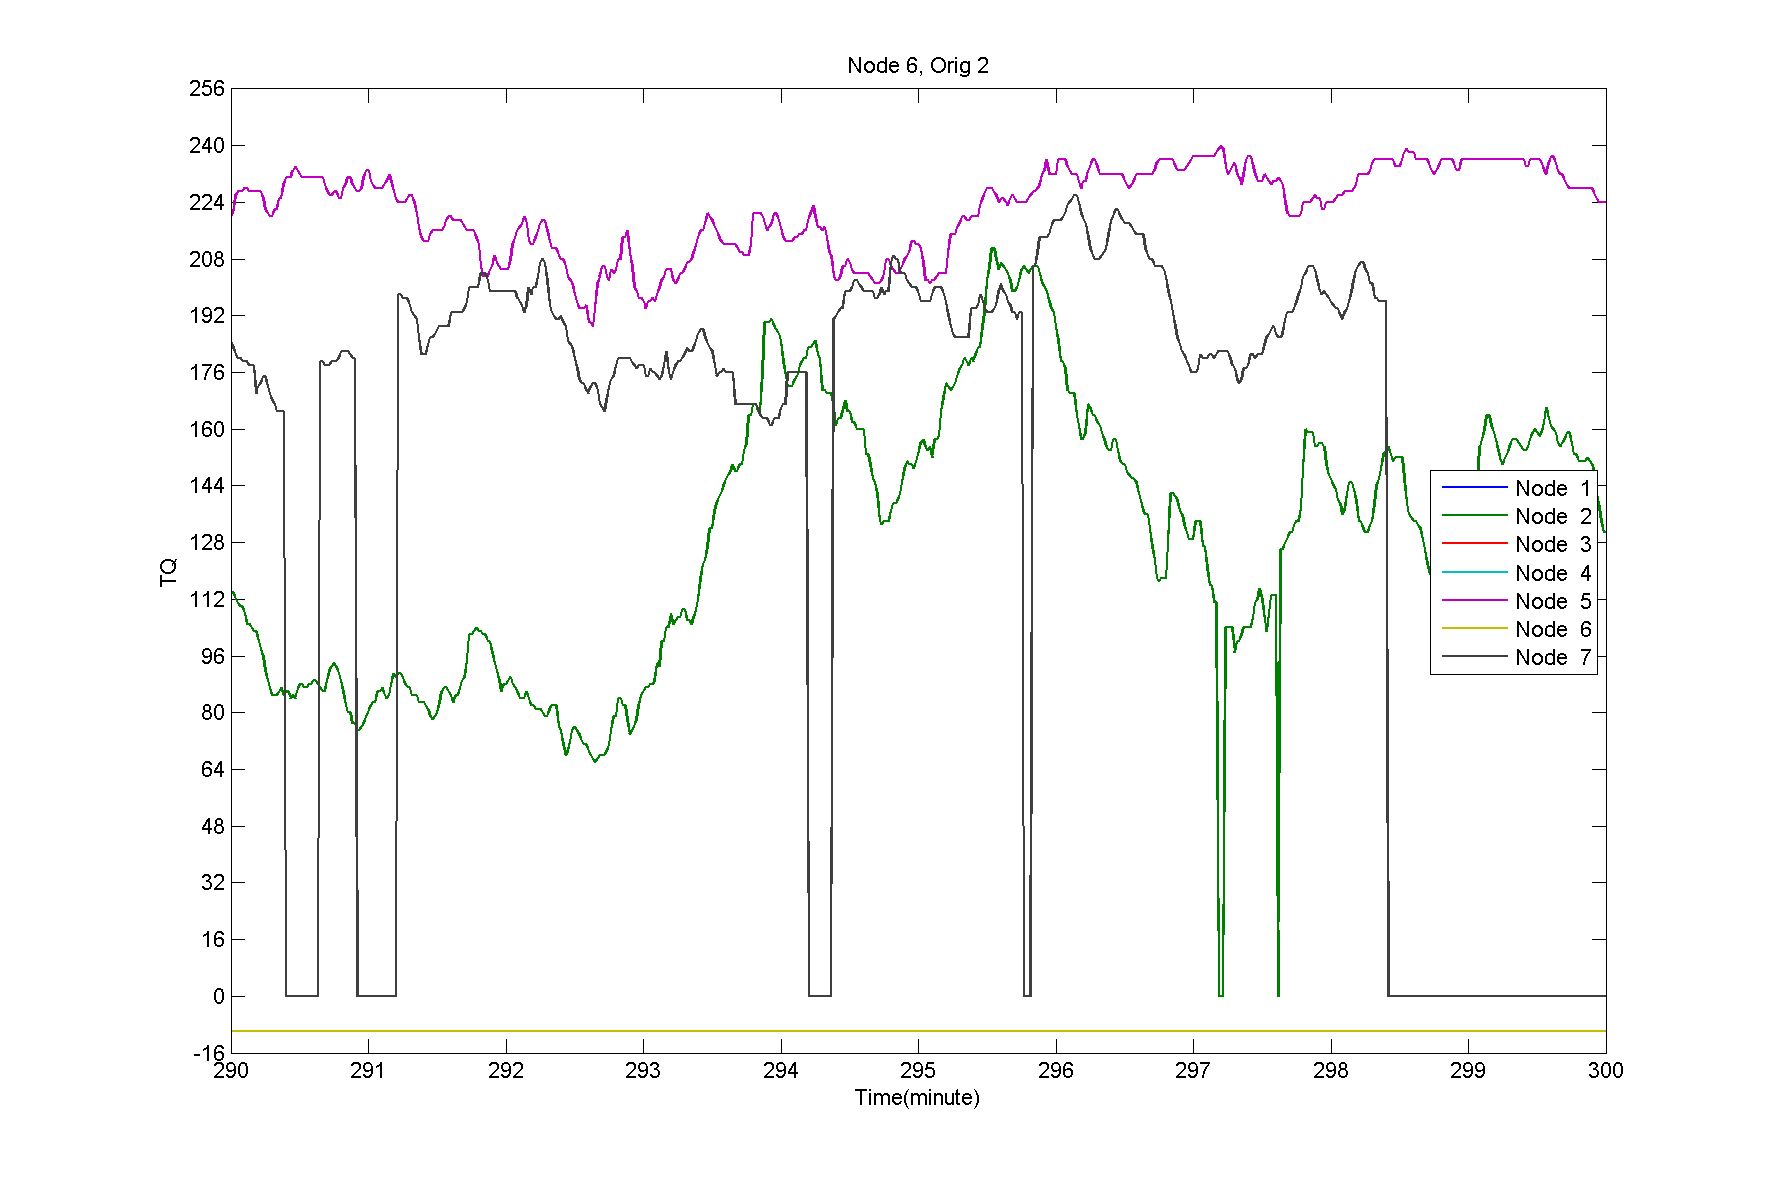 Node 6, Orig 2
256
240
224
208
192
176
160
144
128
112
96
80
64
48
32
16
0
-16
TQ
Node 1
Node 2
Node 3
Node 4
Node 5
Node 6
Node 7
290 291 292 293 294 295 296 297 298 299 300
Time(minute)